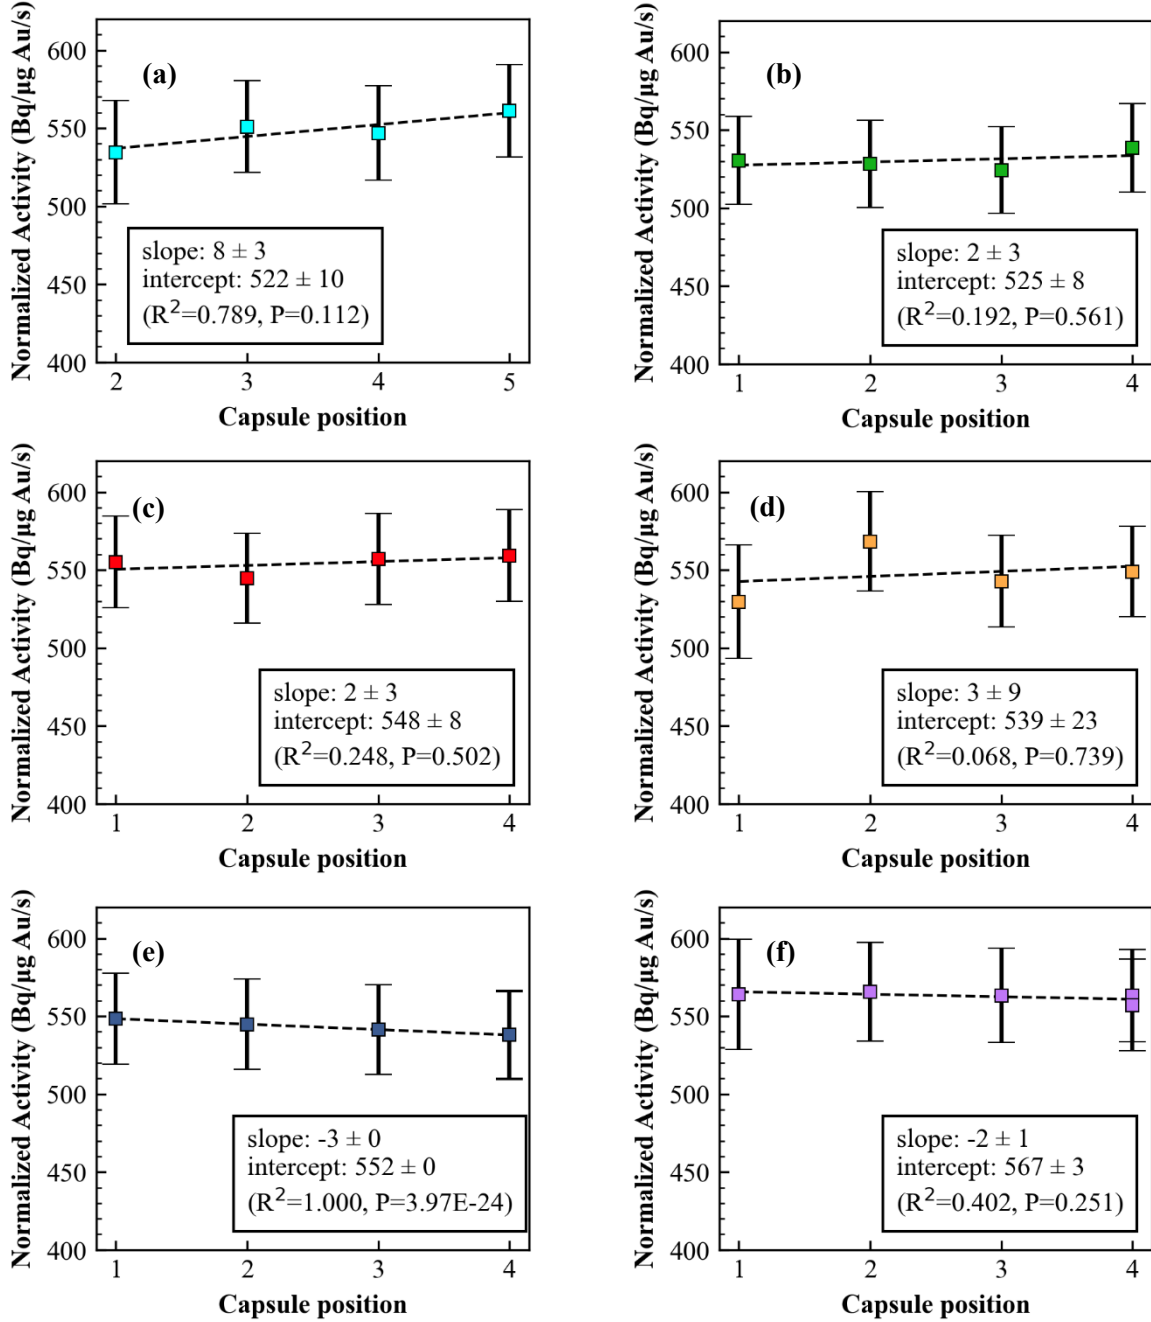 Normalized Activity (Bq/μg Au/s)
600
550
500
450
400
(a)
slope: 8 ± 3
intercept: 522 ± 10
(R²=0.789, P=0.112)
2 3 4 5
Capsule position
Normalized Activity (Bq/μg Au/s)
600
550
500
450
400
(b)
slope: 2 ± 3
intercept: 525 ± 8
(R²=0.192, P=0.561)
1 2 3 4
Capsule position
Normalized Activity (Bq/μg Au/s)
600
550
500
450
400
(c)
slope: 2 ± 3
intercept: 548 ± 8
(R²=0.248, P=0.502)
1 2 3 4
Capsule position
Normalized Activity (Bq/μg Au/s)
600
550
500
450
400
(d)
slope: 3 ± 9
intercept: 539 ± 23
(R²=0.068, P=0.739)
1 2 3 4
Capsule position
Normalized Activity (Bq/μg Au/s)
600
550
500
450
400
(e)
slope: -3 ± 0
intercept: 552 ± 0
(R²=1.000, P=3.97E-24)
1 2 3 4
Capsule position
Normalized Activity (Bq/μg Au/s)
600
550
500
450
400
(f)
slope: -2 ± 1
intercept: 567 ± 3
(R²=0.402, P=0.251)
1 2 3 4
Capsule position